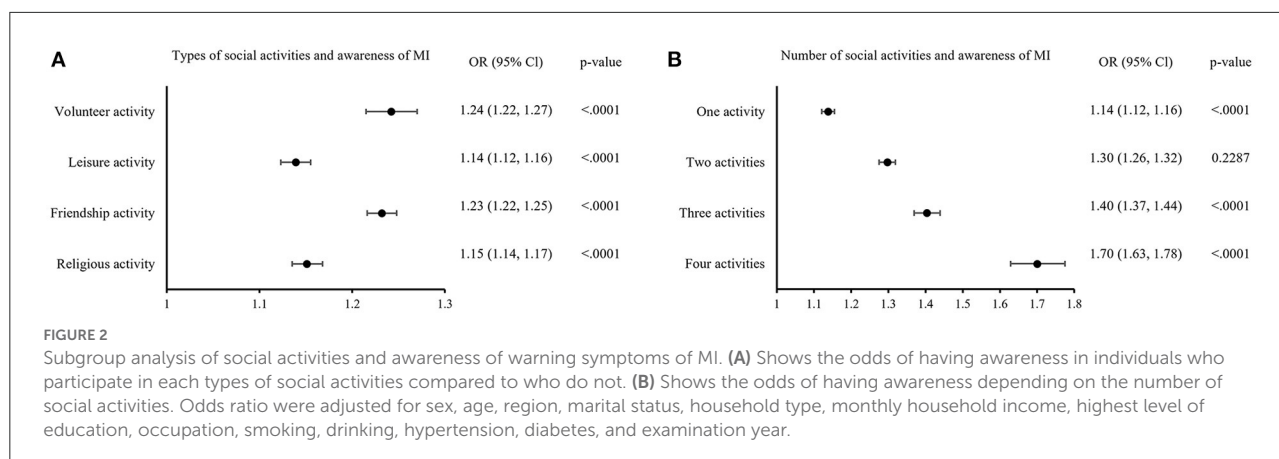 A Types of social activities and awareness of MI OR (95% CI) p-value
Volunteer activity 1.24 (1.22, 1.27) <.0001
Leisure activity 1.14 (1.12, 1.16) <.0001
Friendship activity 1.23 (1.22, 1.25) <.0001
Religious activity 1.15 (1.14, 1.17) <.0001
1 1.1 1.2 1.3
B Number of social activities and awareness of MI OR (95% CI) p-value
One activity 1.14 (1.12, 1.16) <.0001
Two activities 1.30 (1.26, 1.32) 0.2287
Three activities 1.40 (1.37, 1.44) <.0001
Four activities 1.70 (1.63, 1.78) <.0001
1 1.1 1.2 1.3 1.4 1.5 1.6 1.7 1.8
FIGURE 2
Subgroup analysis of social activities and awareness of warning symptoms of MI. (A) Shows the odds of having awareness in individuals who
participate in each types of social activities compared to who do not. (B) Shows the odds of having awareness depending on the number of
social activities. Odds ratio were adjusted for sex, age, region, marital status, household type, monthly household income, highest level of
education, occupation, smoking, drinking, hypertension, diabetes, and examination year.